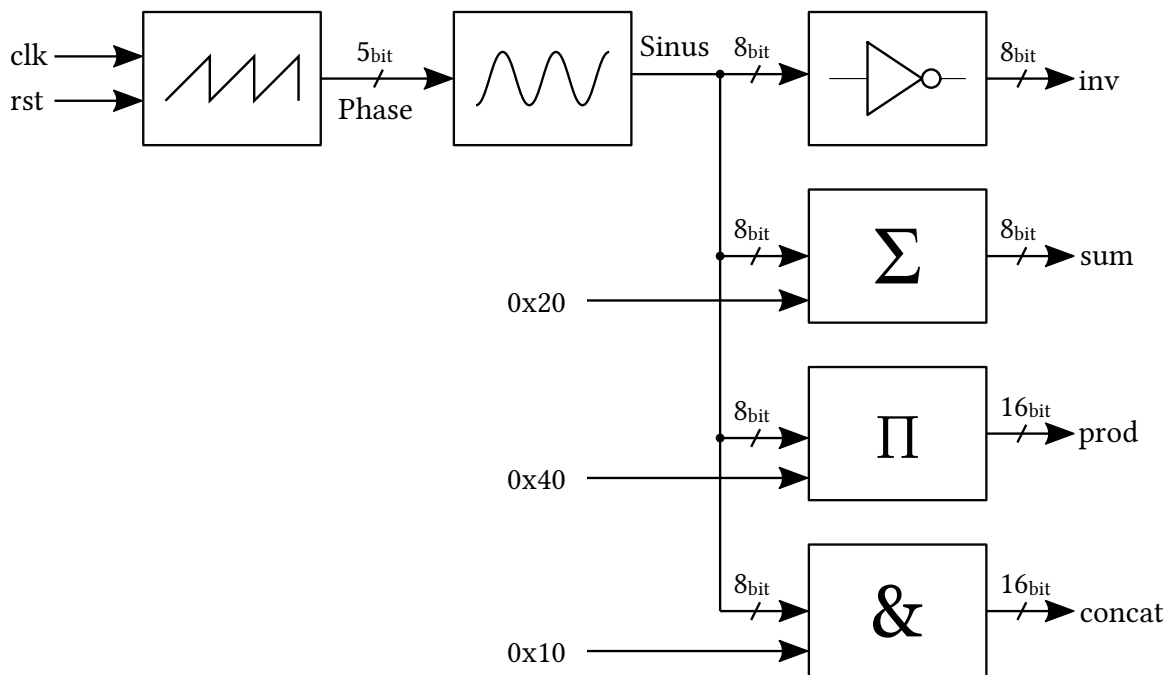 clk
rst
5bit
Phase
Sinus
8bit
8bit
inv
8bit
0x20
Σ
8bit
sum
8bit
0x40
Π
16bit
prod
8bit
0x10
&
16bit
concat